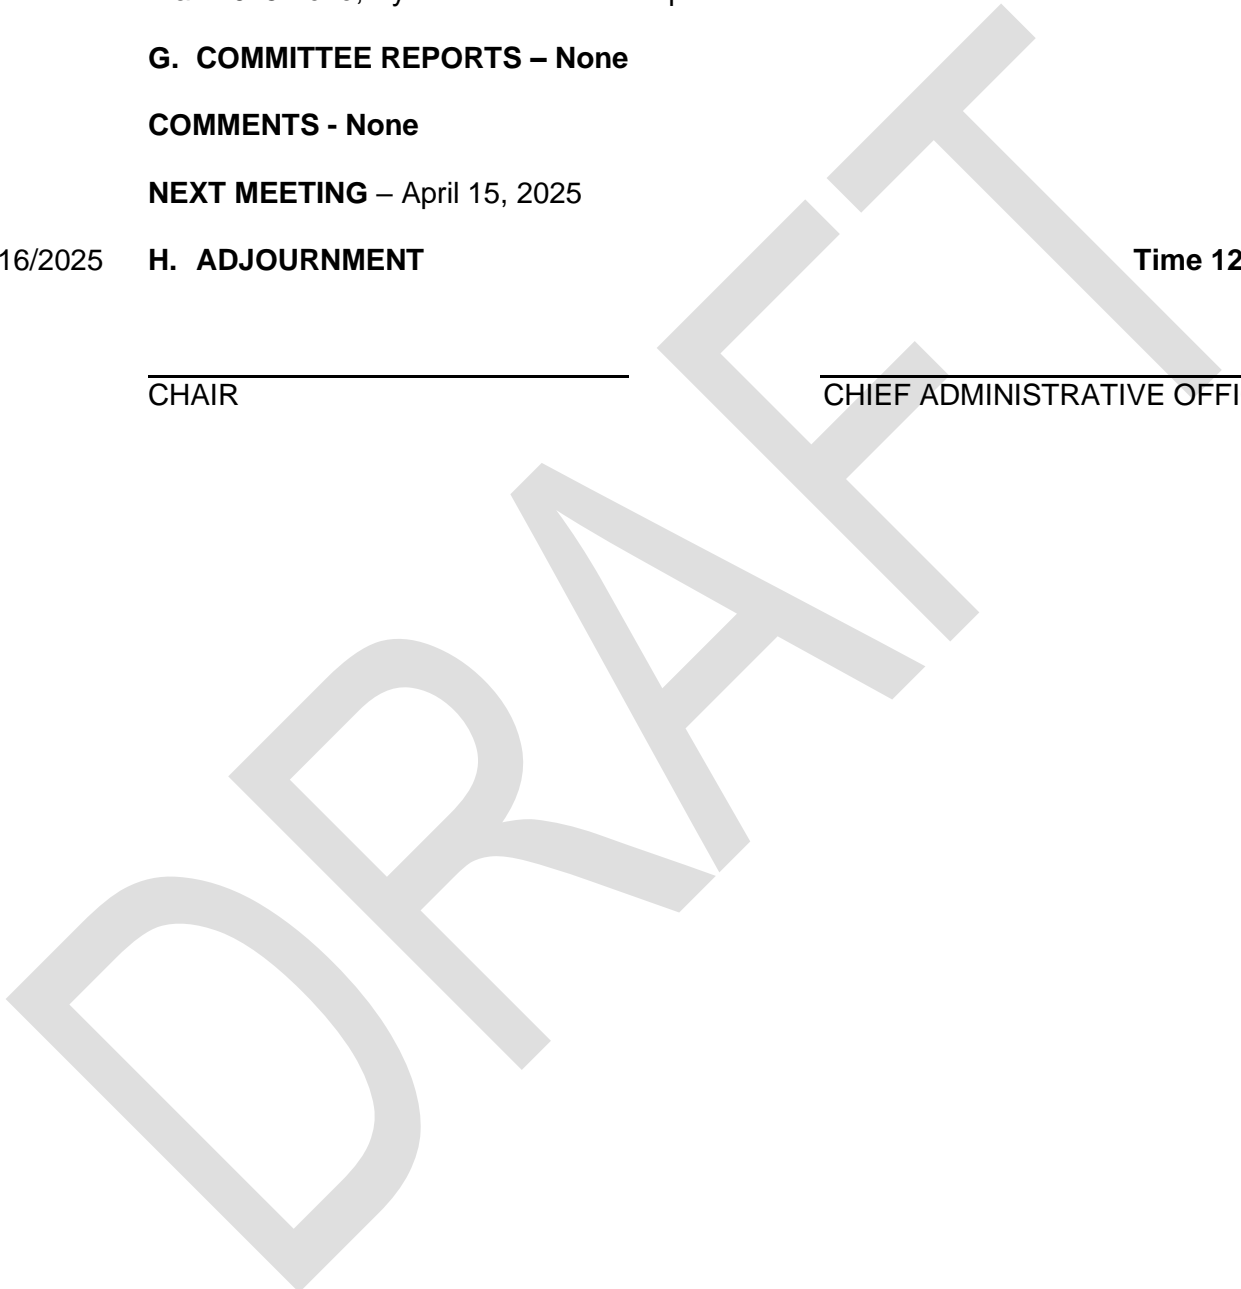 G. COMMITTEE REPORTS – None
COMMENTS - None
NEXT MEETING – April 15, 2025
16/2025 H. ADJOURNMENT Time 12
CHAIR CHIEF ADMINISTRATIVE OFFI
DRAFT